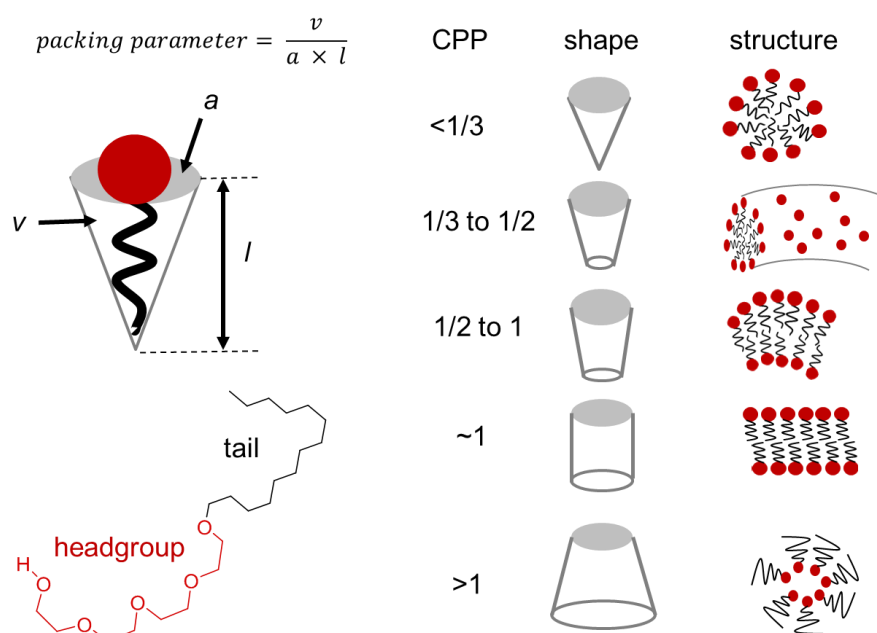 packing parameter = v / a × l
CPP shape structure
a
v
l
<1/3
1/3 to 1/2
1/2 to 1
~1
>1
tail
headgroup
O
H
O
O
O
O
O